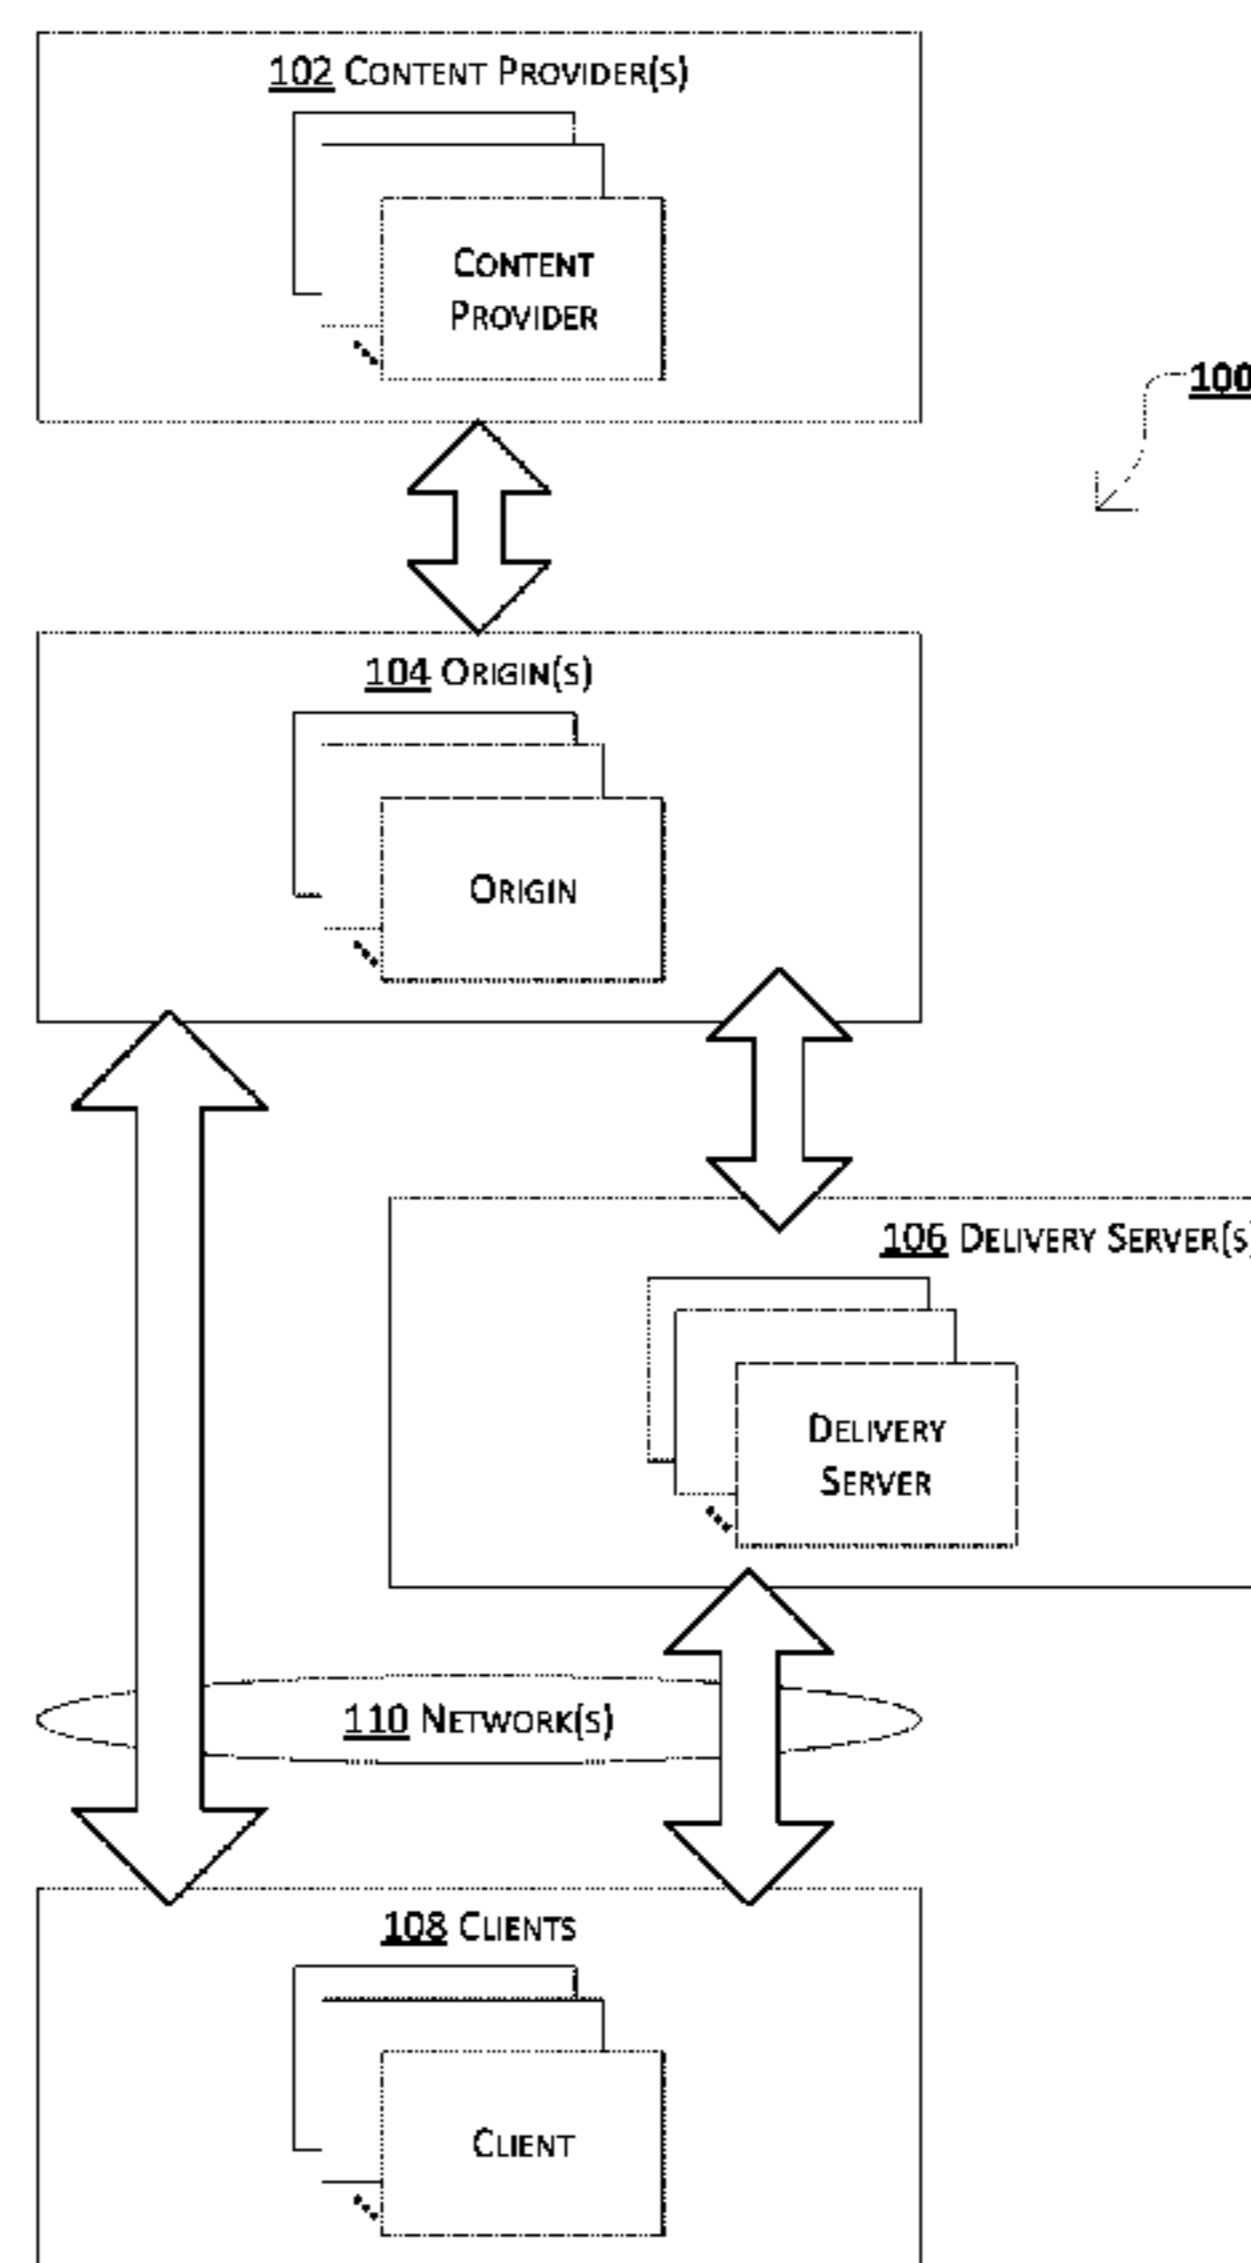 102 CONTENT PROVIDER(S)
CONTENT
PROVIDER
100
104 ORIGIN(S)
ORIGIN
106 DELIVERY SERVER(S)
DELIVERY
SERVER
110 NETWORK(S)
108 CLIENTS
CLIENT